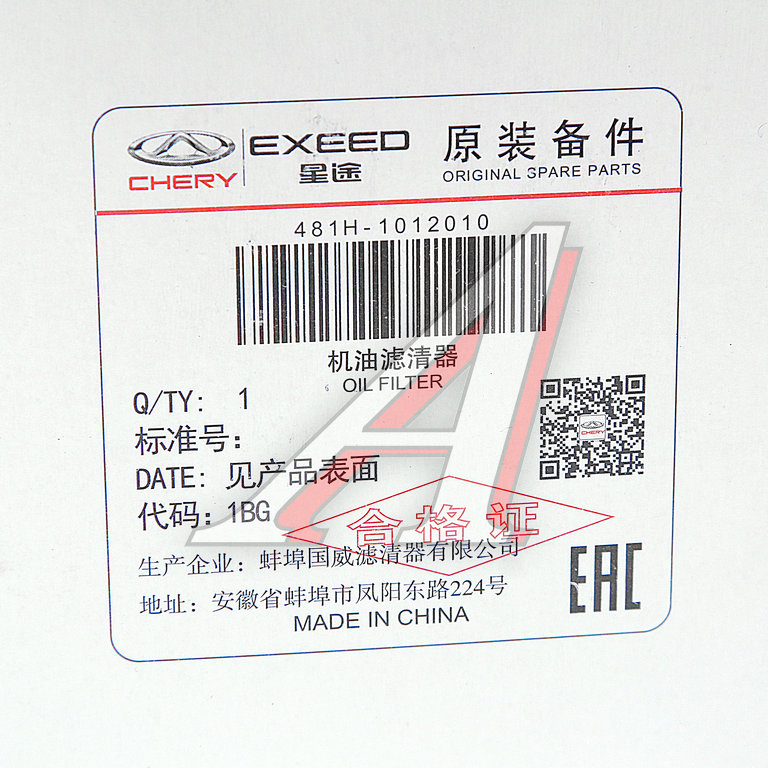 CHERY EXEED 原装备件
星途 ORIGINAL SPARE PARTS
481H-1012010
机油滤清器
OIL FILTER
Q/TY: 1
标准号:
CHERY
DATE: 见产品表面
代码: 1BG
合格证
生产企业: 蚌埠国威滤清器有限公司
地址: 安徽省蚌埠市凤阳东路224号
EAC
MADE IN CHINA